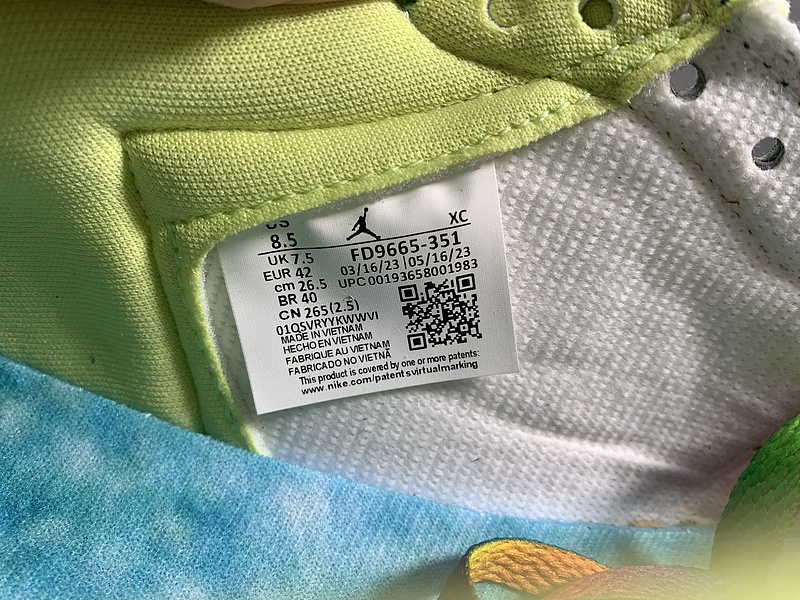 US
XC
8.5
UK 7.5
FD9665-351
EUR 42
03/16/23 | 05/16/23
cm 26.5
UPC 00193658001983
BR 40
CN 265(2.5)
01QSVRYYKWWVI
MADE IN VIETNAM
HECHO EN VIETNAM
FABRIQUE AU VIETNAM
FABRICADO NO VIETNÃ
This product is covered by one or more patents:
www.nike.com/patentsvirtualmarking